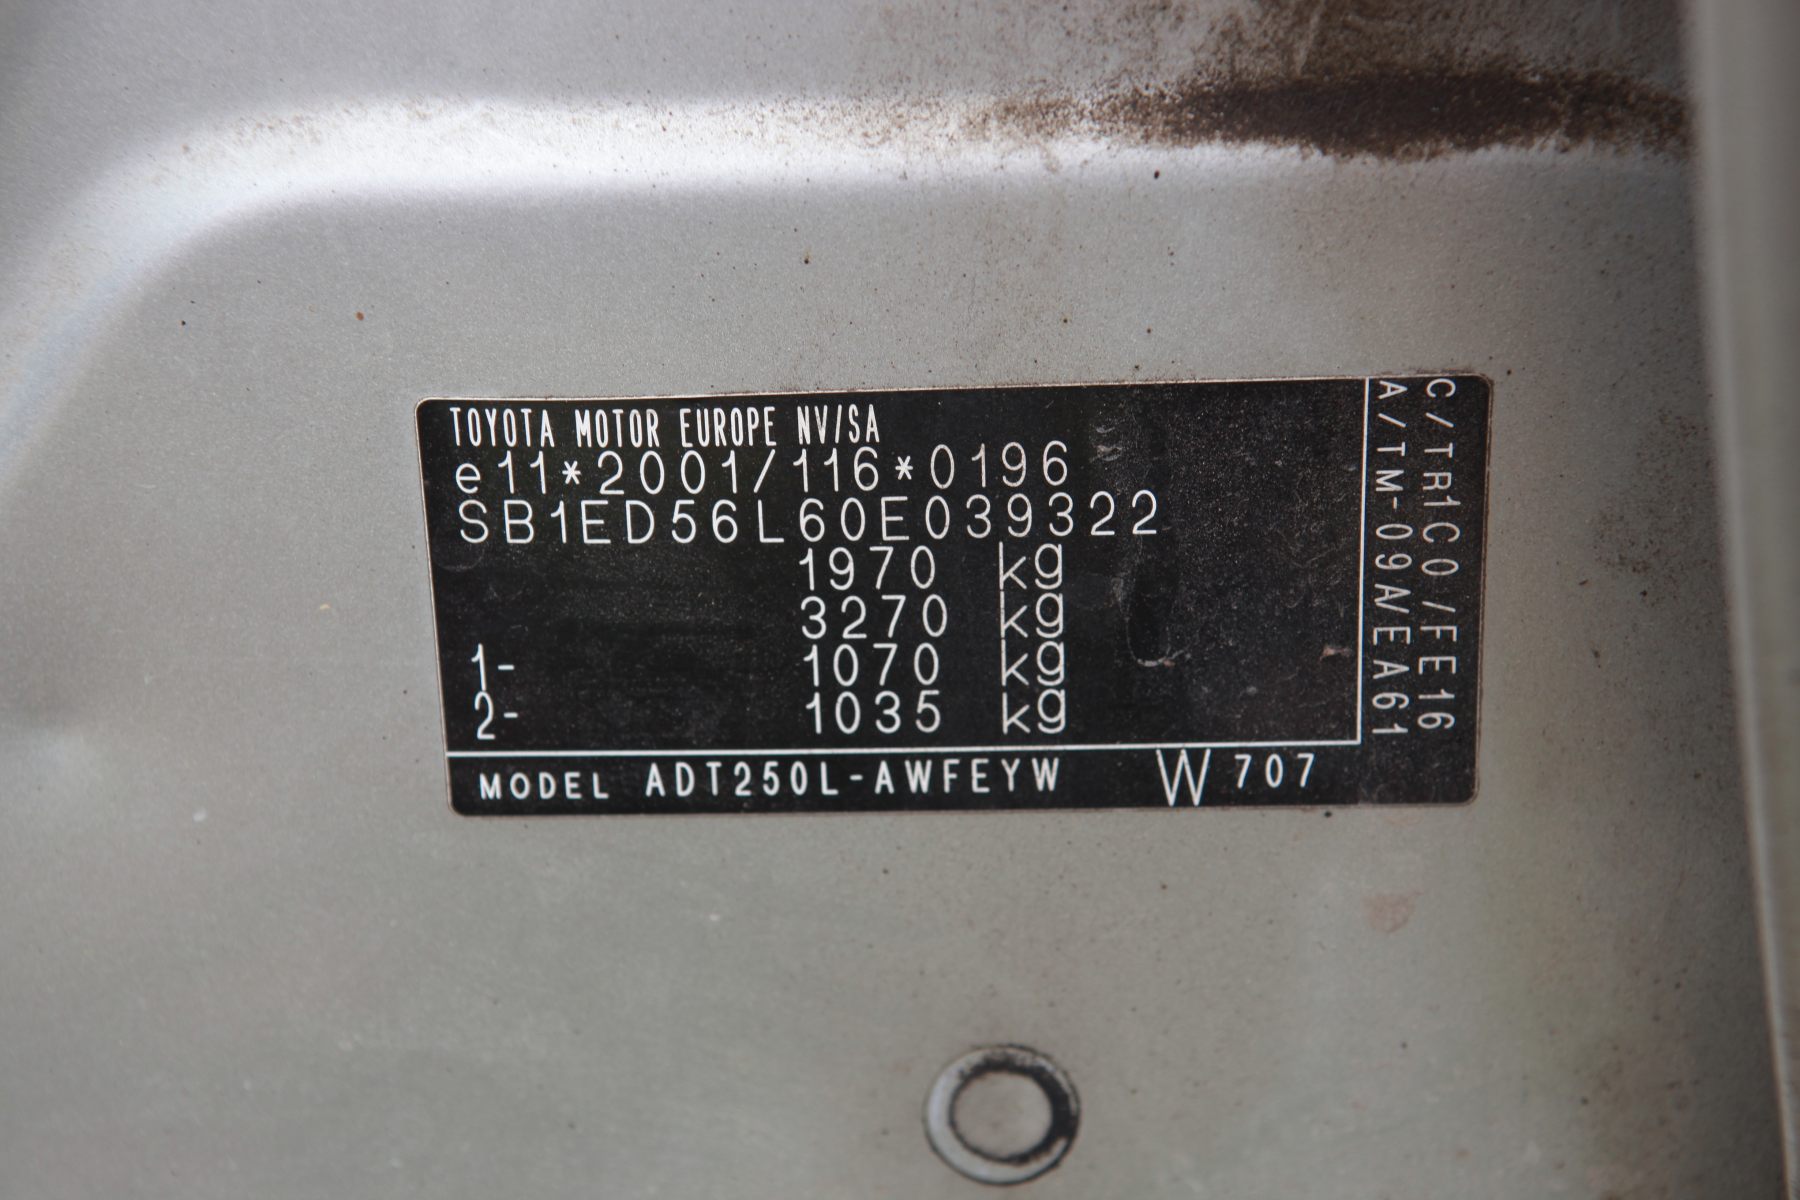 TOYOTA MOTOR EUROPE NV/SA
e11*2001/116*0196
SB1ED56L60E039322
1970 kg
3270 kg
1- 1070 kg
2- 1035 kg
MODEL ADT250L-AWFEYW W707
C/TR1C0/FE16
A/TM-09A/EA61